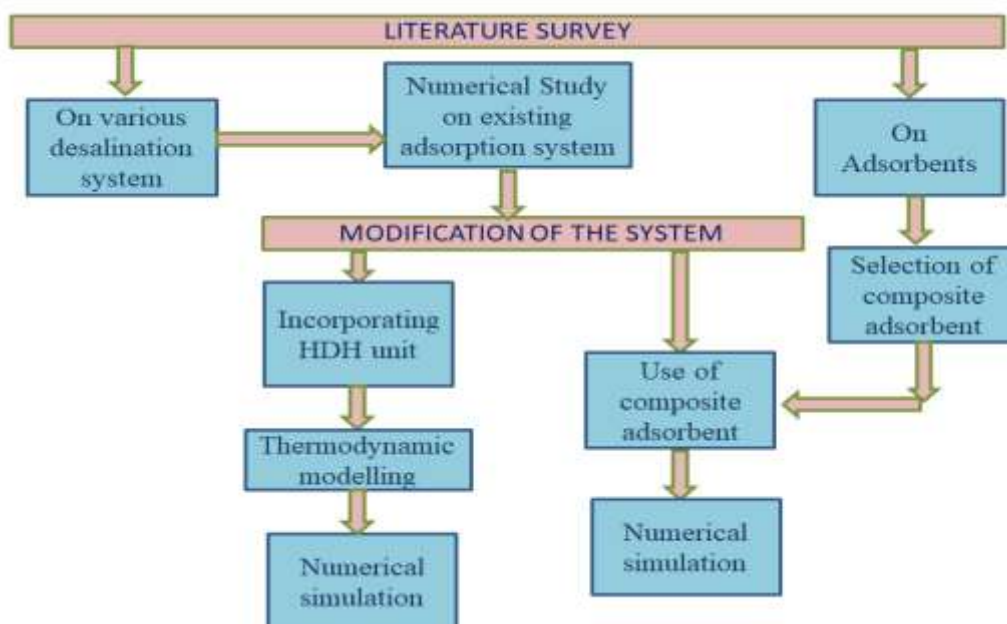 LITERATURE SURVEY
On various
desalination
system
Numerical Study
on existing
adsorption system
On
Adsorbents
MODIFICATION OF THE SYSTEM
Selection of
composite
adsorbent
Incorporating
HDH unit
Use of
composite
adsorbent
Thermodynamic
modelling
Numerical
simulation
Numerical
simulation